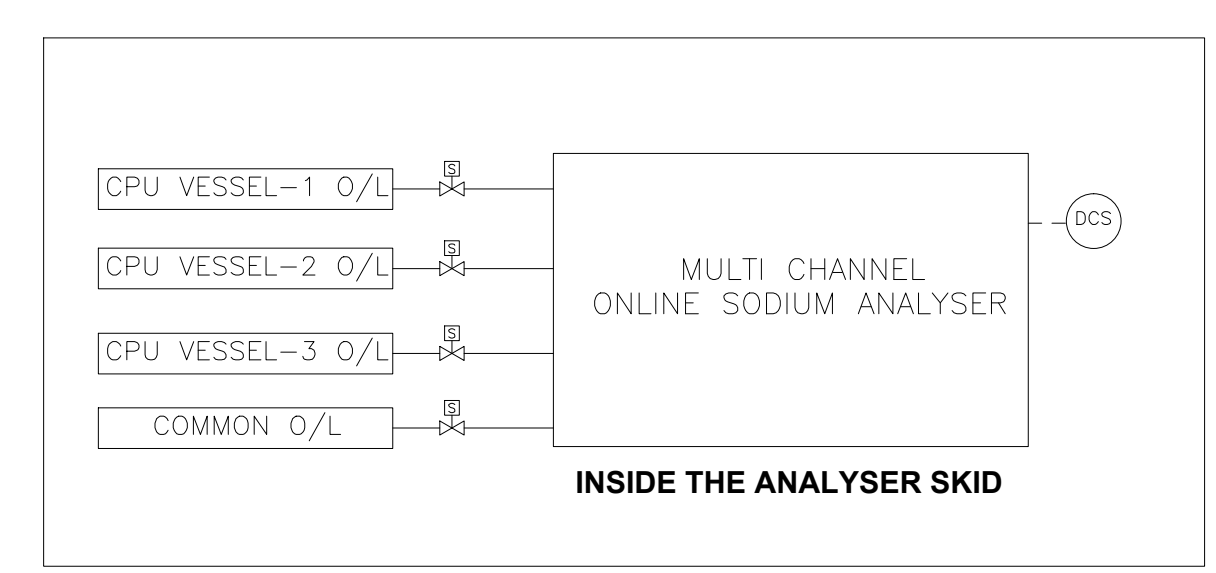 S
CPU VESSEL-1 O/L
DCS
S
CPU VESSEL-2 O/L
MULTI CHANNEL
ONLINE SODIUM ANALYSER
S
CPU VESSEL-3 O/L
S
COMMON O/L
INSIDE THE ANALYSER SKID